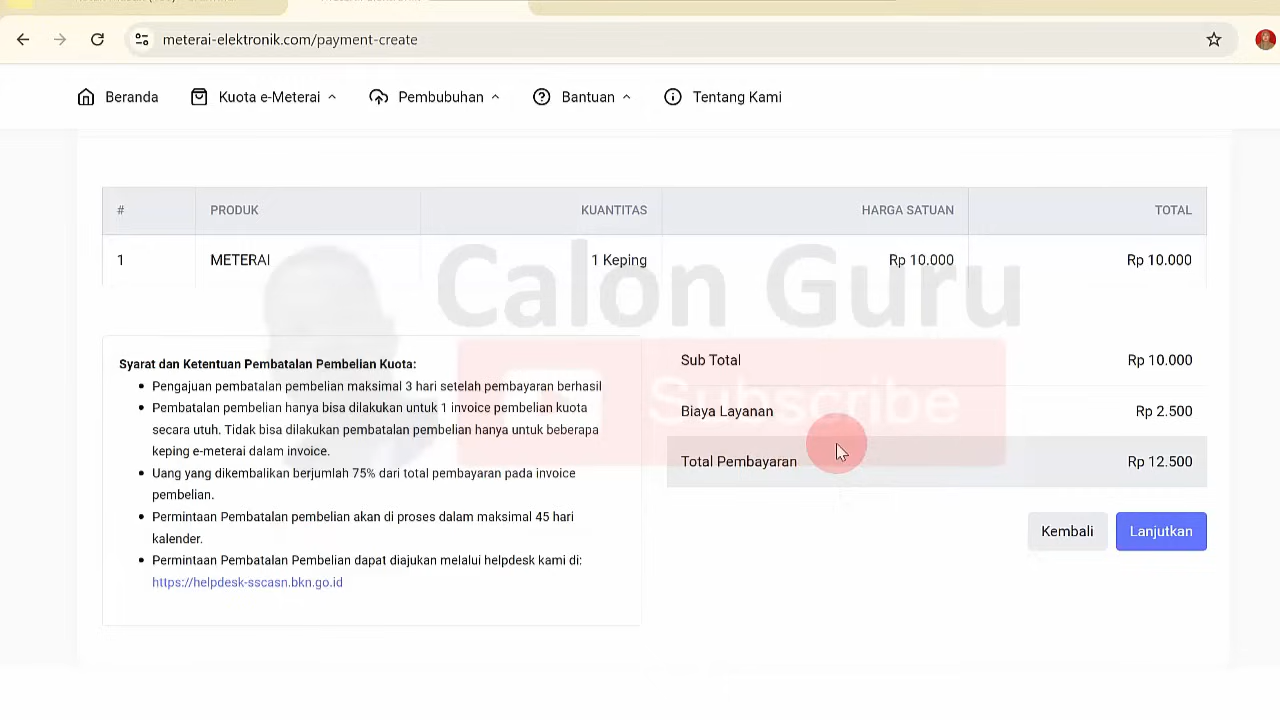 meterai-elektronik.com/payment-create
Beranda
Kuota e-Meterai
Pembubuhan
Bantuan
Tentang Kami
# PRODUK KUANTITAS HARGA SATUAN TOTAL
1 METERAI 1 Keping Rp 10.000 Rp 10.000
Calon Guru
Subscribe
Syarat dan Ketentuan Pembatalan Pembelian Kuota:
• Pengajuan pembatalan pembelian maksimal 3 hari setelah pembayaran berhasil
• Pembatalan pembelian hanya bisa dilakukan untuk 1 invoice pembelian kuota
secara utuh. Tidak bisa dilakukan pembatalan pembelian hanya untuk beberapa
keping e-meterai dalam invoice.
• Uang yang dikembalikan berjumlah 75% dari total pembayaran pada invoice
pembelian.
• Permintaan Pembatalan pembelian akan di proses dalam maksimal 45 hari
kalender.
• Permintaan Pembatalan Pembelian dapat diajukan melalui helpdesk kami di:
https://helpdesk-sscasn.bkn.go.id
Sub Total Rp 10.000
Biaya Layanan Rp 2.500
Total Pembayaran Rp 12.500
Kembali
Lanjutkan